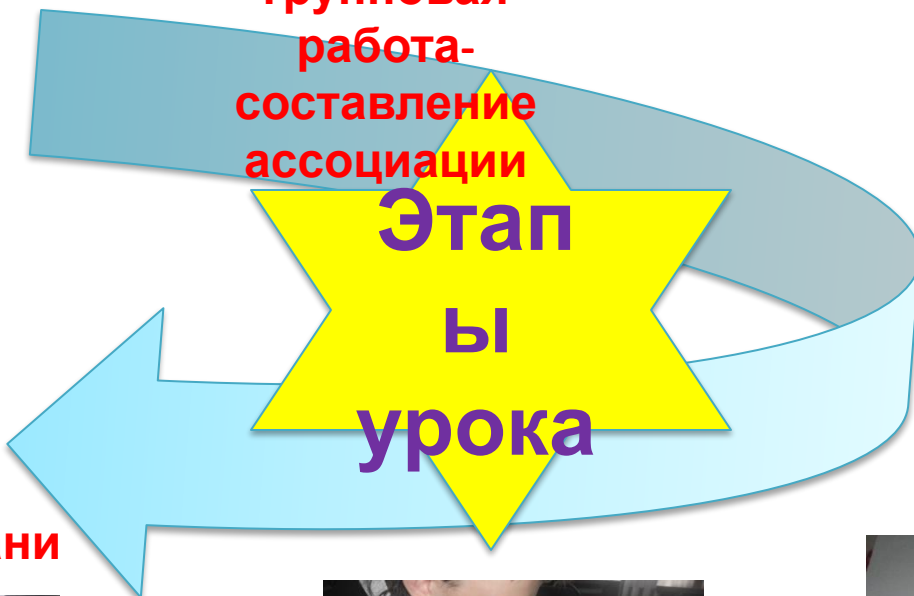 работа-
составление
ассоциации
Этап
ы
урока